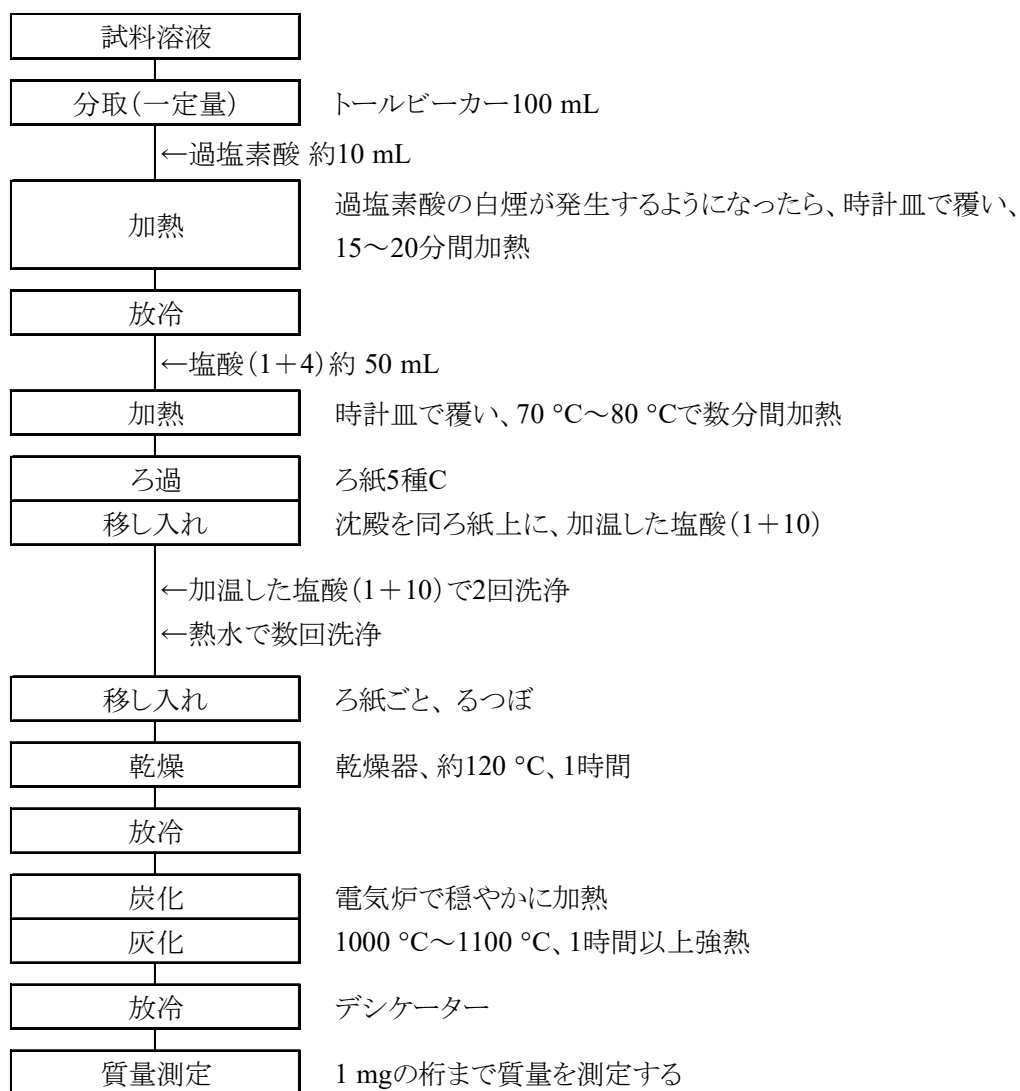 試料溶液
分取(一定量) トールビーカー100 mL
←過塩素酸 約10 mL
加熱 過塩素酸の白煙が発生するようになったら、時計皿で覆い、
15~20分間加熱
放冷
←塩酸(1+4)約 50 mL
加熱 時計皿で覆い、70 °C~80 °Cで数分間加熱
ろ過 ろ紙5種C
移し入れ 沈殿を同ろ紙上に、加温した塩酸(1+10)
←加温した塩酸(1+10)で2回洗浄
←熱水で数回洗浄
移し入れ ろ紙ごと、るつぼ
乾燥 乾燥器、約120 °C、1時間
放冷
炭化 電気炉で穏やかに加熱
灰化 1000 °C~1100 °C、1時間以上強熱
放冷 デシケーター
質量測定 1 mgの桁まで質量を測定する